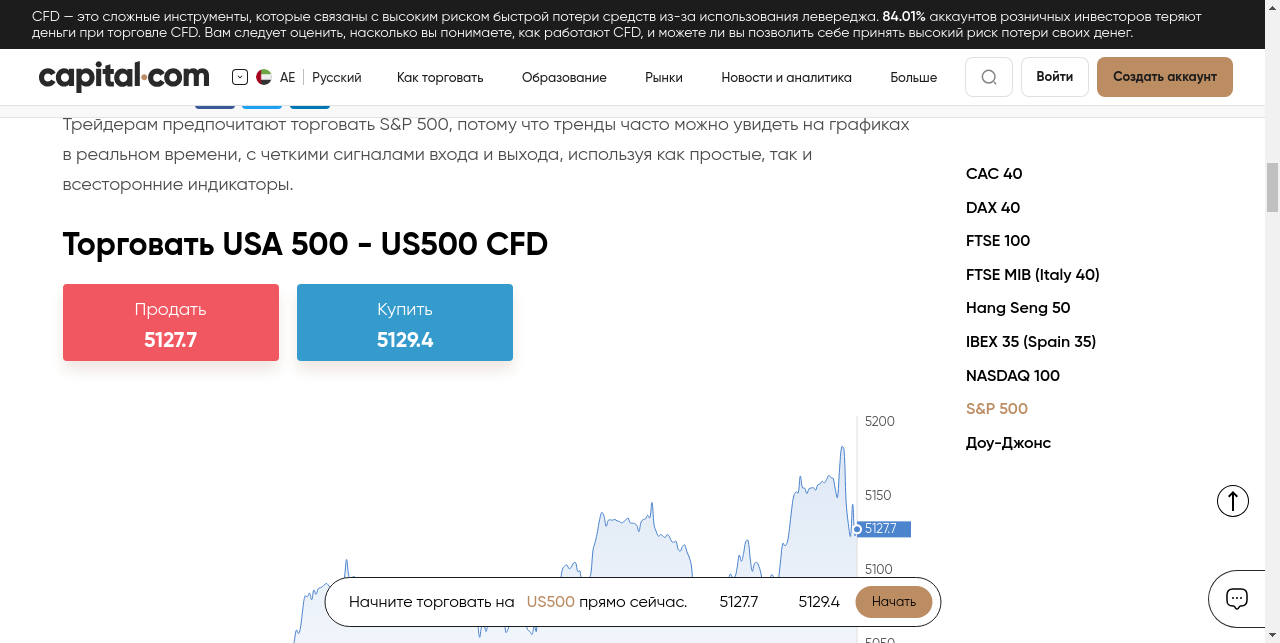 CFD — это сложные инструменты, которые связаны с высоким риском быстрой потери средств из-за использования левереджа. 84.01% аккаунтов розничных инвесторов теряют
деньги при торговле CFD. Вам следует оценить, насколько вы понимаете, как работают CFD, и можете ли вы позволить себе принять высокий риск потери своих денег.
capital.com
AE
Русский
Как торговать
Образование
Рынки
Новости и аналитика
Больше
Войти
Создать аккаунт
Трейдерам предпочитают торговать S&P 500, потому что тренды часто можно увидеть на графиках
в реальном времени, с четкими сигналами входа и выхода, используя как простые, так и
всесторонние индикаторы.
Торговать USA 500 - US500 CFD
Продать
5127.7
Купить
5129.4
5200
5150
5127.7
5100
5050
CAC 40
DAX 40
FTSE 100
FTSE MIB (Italy 40)
Hang Seng 50
IBEX 35 (Spain 35)
NASDAQ 100
S&P 500
Доу-Джонс
Начните торговать на US500 прямо сейчас.
5127.7
5129.4
Начать